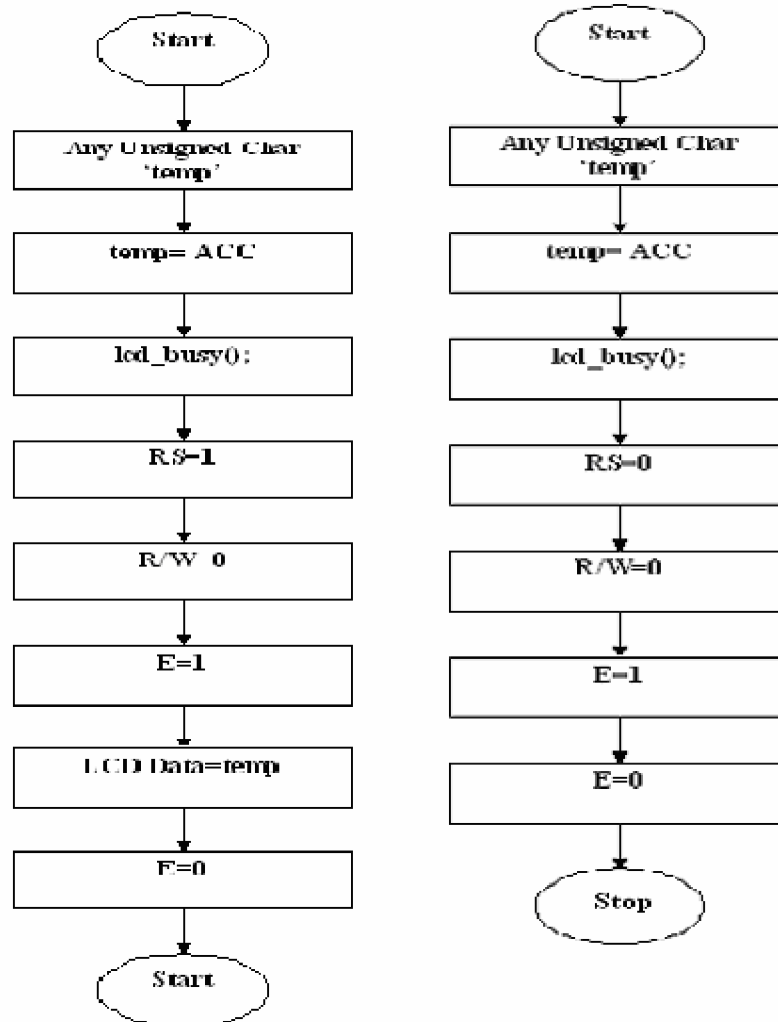 Start
Any Unsigned Char
‘temp’
temp= ACC
lcd_busy();
RS=1
R/W=0
E=1
LCD Data=temp
E=0
Start
Start
Any Unsigned Char
‘temp’
temp= ACC
lcd_busy();
RS=0
R/W=0
E=1
E=0
Stop